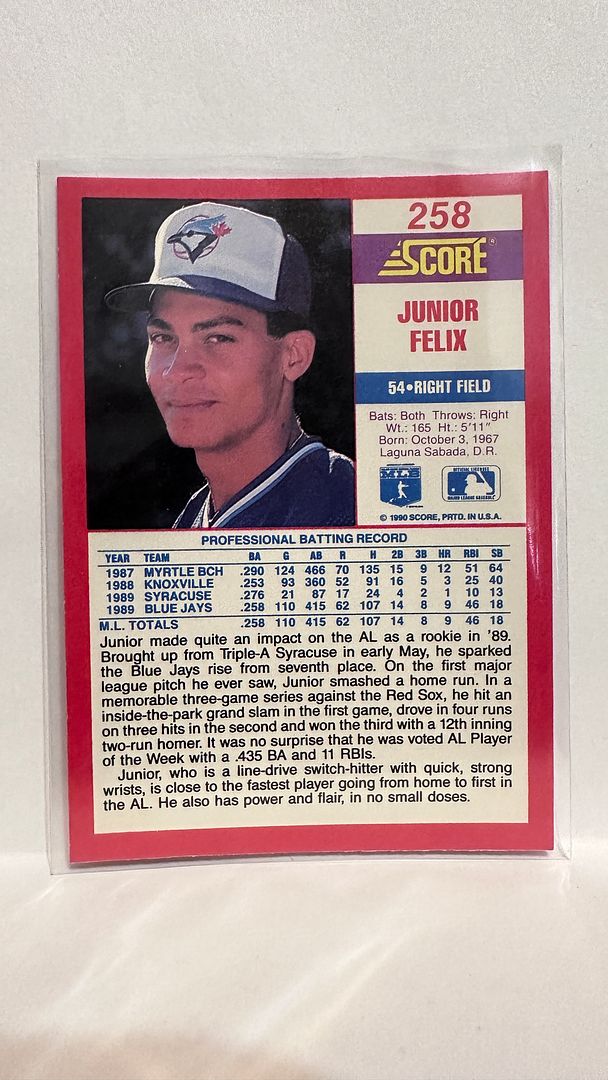 258
SCORE®
JUNIOR
FELIX
54•RIGHT FIELD
Bats: Both Throws: Right
Wt.: 165 Ht.: 5'11"
Born: October 3, 1967
Laguna Sabada, D.R.
MLB
OFFICIAL LICENSEE
MAJOR LEAGUE BASEBALL
© 1990 SCORE, PRTD. IN U.S.A.
PROFESSIONAL BATTING RECORD
YEAR TEAM BA G AB R H 2B 3B HR RBI SB
1987 MYRTLE BCH .290 124 466 70 135 15 9 12 51 64
1988 KNOXVILLE .253 93 360 52 91 16 5 3 25 40
1989 SYRACUSE .276 21 87 17 24 4 2 1 10 13
1989 BLUE JAYS .258 110 415 62 107 14 8 9 46 18
M.L. TOTALS .258 110 415 62 107 14 8 9 46 18
Junior made quite an impact on the AL as a rookie in '89.
Brought up from Triple-A Syracuse in early May, he sparked
the Blue Jays rise from seventh place. On the first major
league pitch he ever saw, Junior smashed a home run. In a
memorable three-game series against the Red Sox, he hit an
inside-the-park grand slam in the first game, drove in four runs
on three hits in the second and won the third with a 12th inning
two-run homer. It was no surprise that he was voted AL Player
of the Week with a .435 BA and 11 RBIs.
Junior, who is a line-drive switch-hitter with quick, strong
wrists, is close to the fastest player going from home to first in
the AL. He also has power and flair, in no small doses.